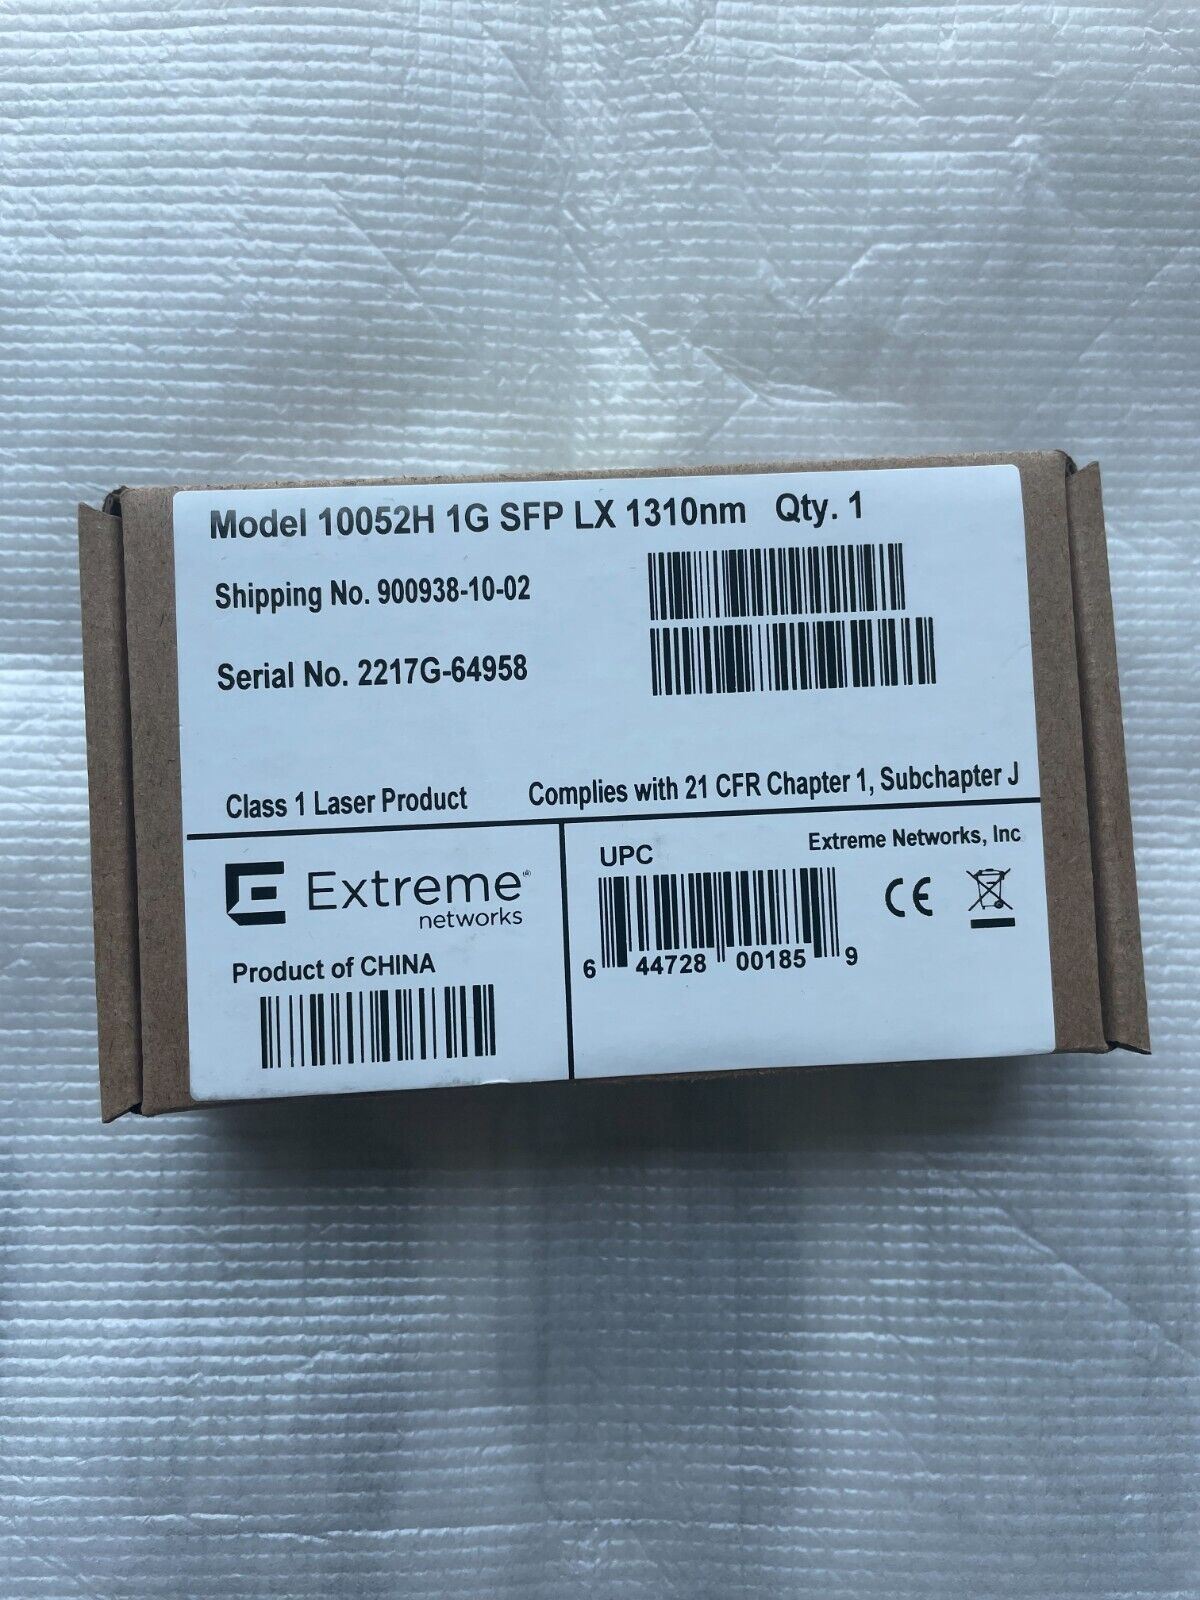 Model 10052H 1G SFP LX 1310nm Qty. 1
Shipping No. 900938-10-02
Serial No. 2217G-64958
Class 1 Laser Product Complies with 21 CFR Chapter 1, Subchapter J
Extreme®
networks
Product of CHINA
UPC
Extreme Networks, Inc
6 44728 00185 9
CE